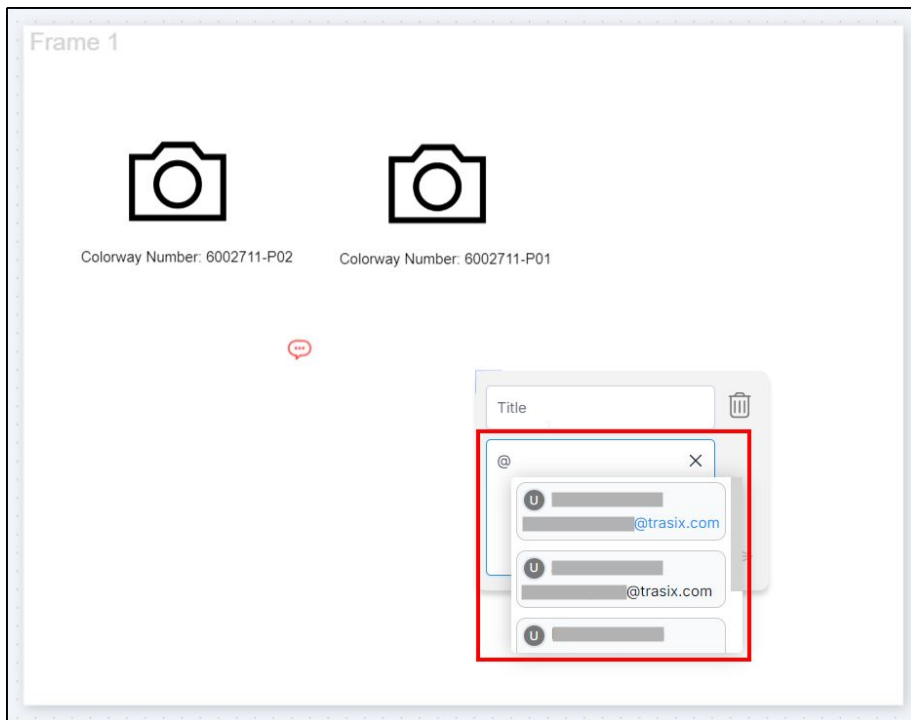 Frame 1
Colorway Number: 6002711-P02
Colorway Number: 6002711-P01
Title
@
U
@trasix.com
U
@trasix.com
U